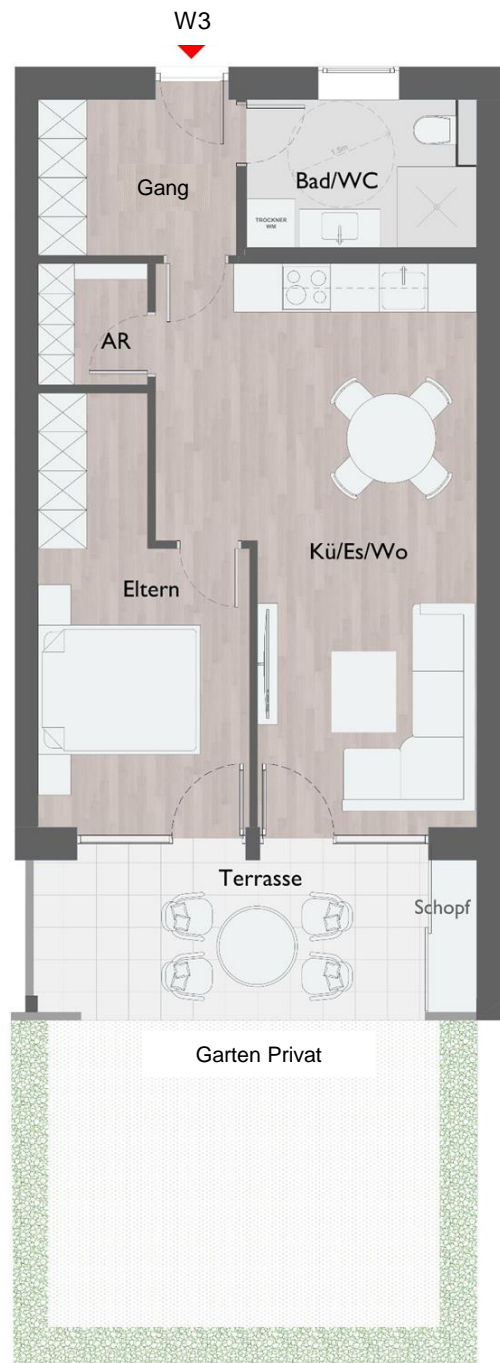 W3
Gang
Bad/WC
1,5m
TROCKNER
WM
AR
Kü/Es/Wo
Eltern
Terrasse
Schopf
Garten Privat